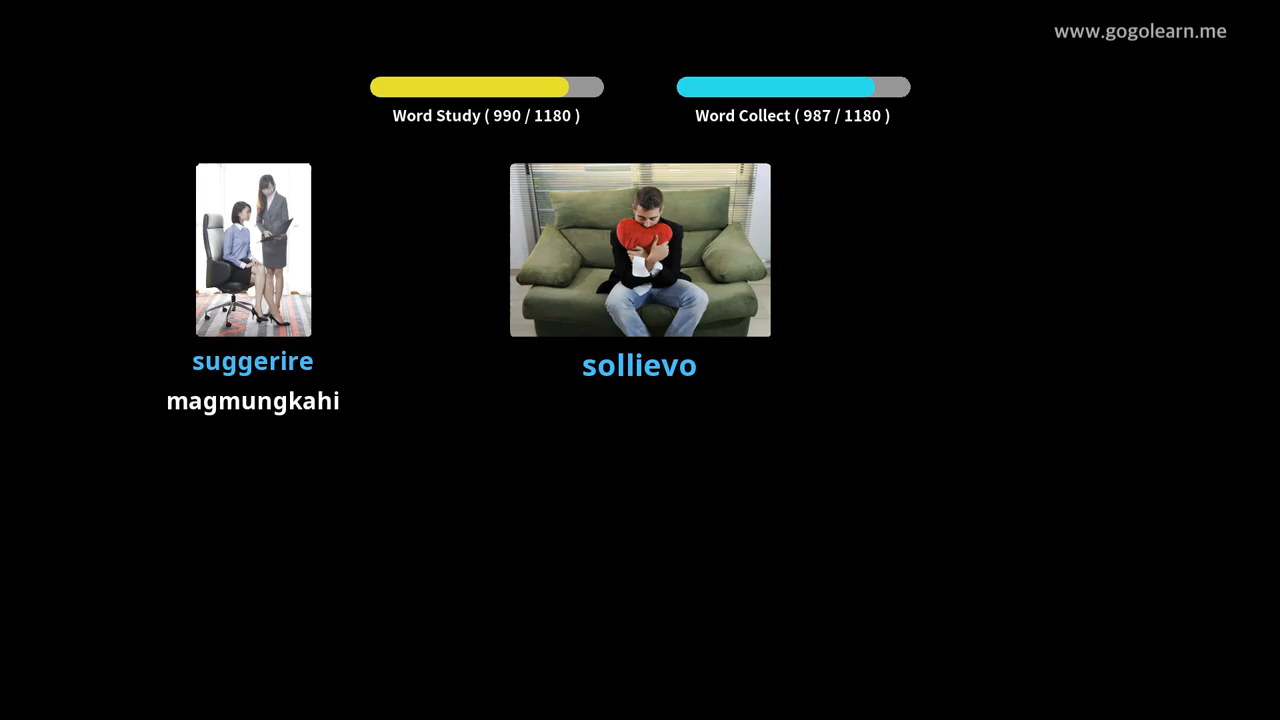 www.gogolearn.me
Word Study ( 990 / 1180 )
Word Collect ( 987 / 1180 )
suggerire
magmungkahi
sollievo